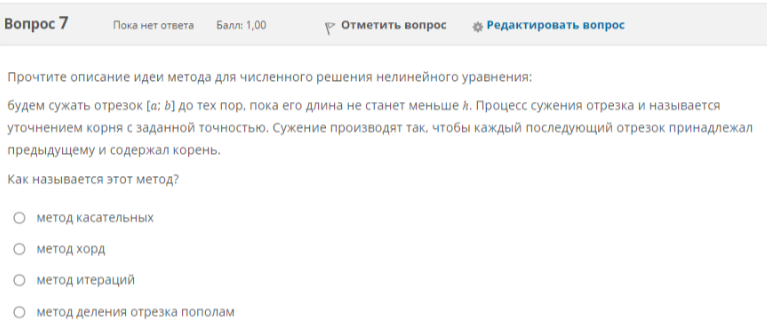 Вопрос 7 Пока нет ответа Балл: 1,00 Отметить вопрос Редактировать вопрос
Прочтите описание идеи метода для численного решения нелинейного уравнения:
будем сужать отрезок [a; b] до тех пор, пока его длина не станет меньше h. Процесс сужения отрезка и называется
уточнением корня с заданной точностью. Сужение производят так, чтобы каждый последующий отрезок принадлежал
предыдущему и содержал корень.
Как называется этот метод?
метод касательных
метод хорд
метод итераций
метод деления отрезка пополам